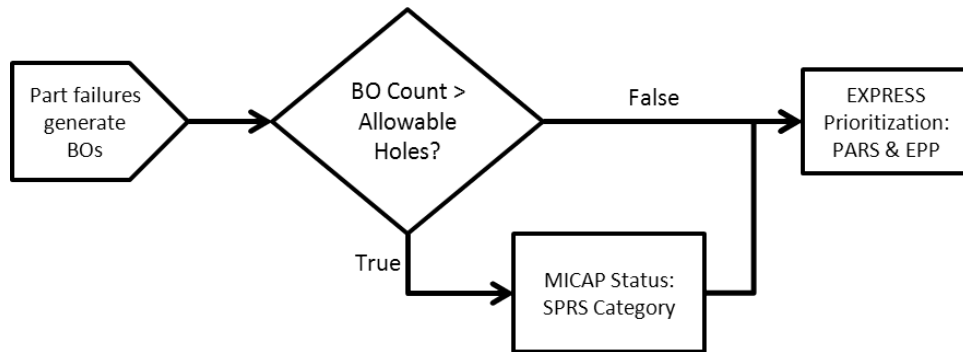 Part failures
generate
BOs
BO Count >
Allowable
Holes?
False
EXPRESS
Prioritization:
PARS & EPP
True
MICAP Status:
SPRS Category